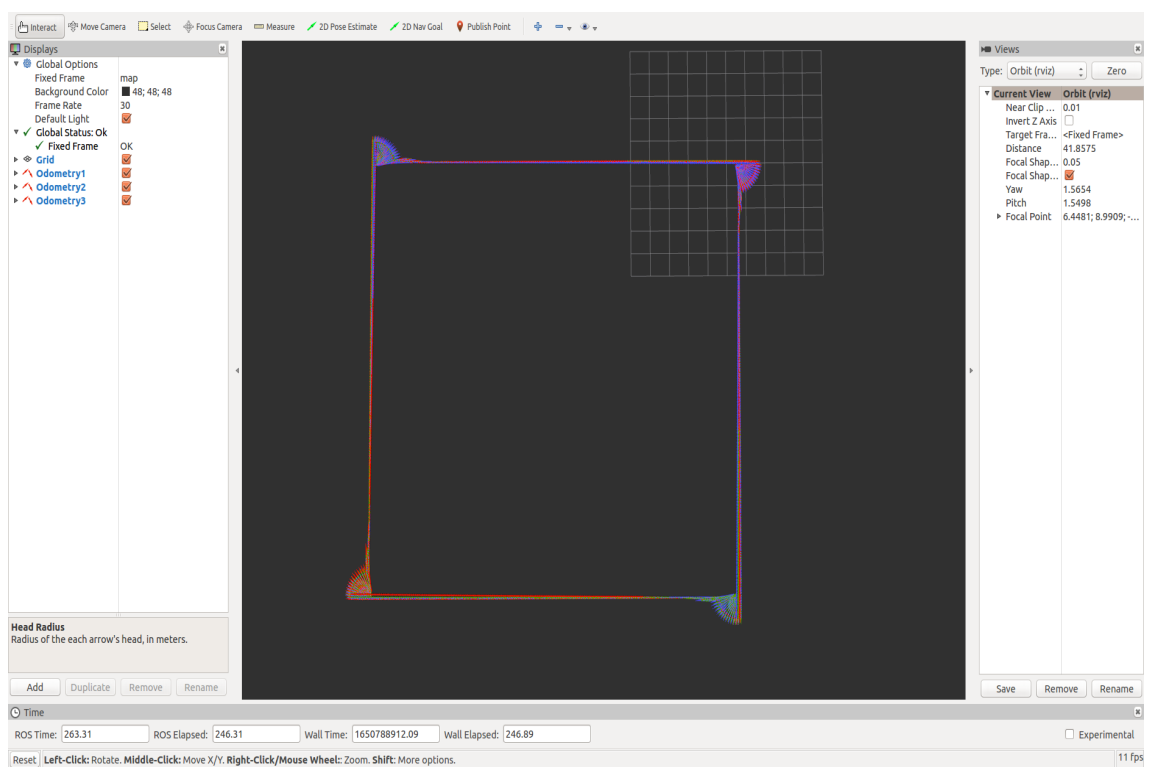 Interact Move Camera Select Focus Camera Measure 2D Pose Estimate 2D Nav Goal Publish Point
Displays
Global Options
Fixed Frame map
Background Color 48; 48; 48
Frame Rate 30
Default Light
Global Status: Ok
Fixed Frame OK
Grid
Odometry1
Odometry2
Odometry3
Head Radius
Radius of the each arrow's head, in meters.
Add Duplicate Remove Rename
Views
Type: Orbit (rviz) Zero
Current View Orbit (rviz)
Near Clip ... 0.01
Invert Z Axis
Target Fra... <Fixed Frame>
Distance 41.8575
Focal Shap... 0.05
Focal Shap...
Yaw 1.5654
Pitch 1.5498
Focal Point 6.4481; 8.9909; -...
Save Remove Rename
Time
ROS Time: 263.31 ROS Elapsed: 246.31 Wall Time: 1650788912.09 Wall Elapsed: 246.89 Experimental
Reset Left-Click: Rotate. Middle-Click: Move X/Y. Right-Click/Mouse Wheel:: Zoom. Shift: More options. 11 fps